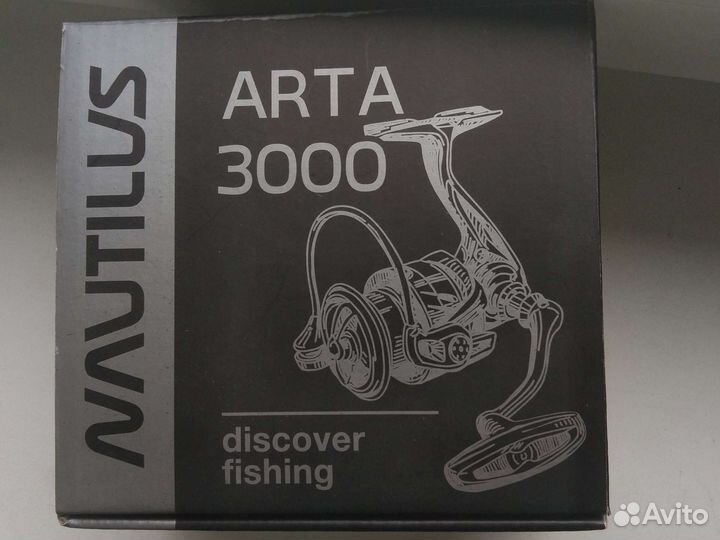 NAUTILUS
ARTA
3000
discover
fishing
Avito